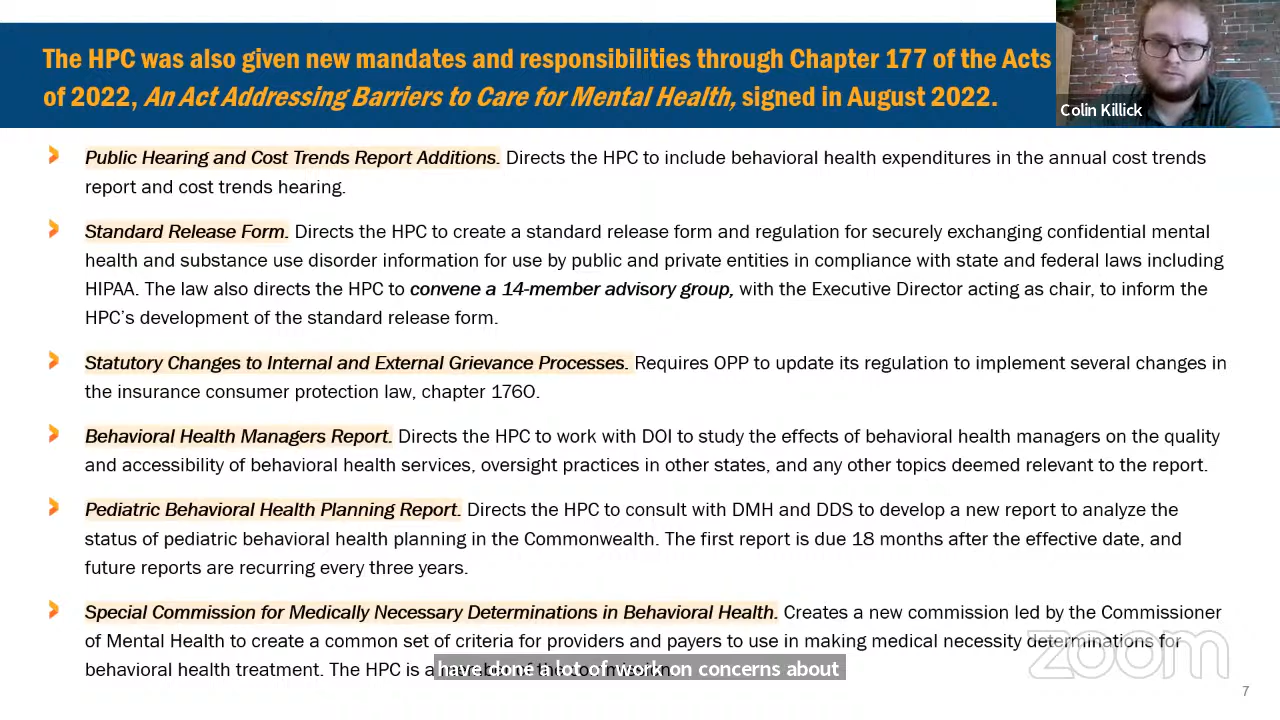 The HPC was also given new mandates and responsibilities through Chapter 177 of the Acts
of 2022, An Act Addressing Barriers to Care for Mental Health, signed in August 2022.
Colin Killick
Public Hearing and Cost Trends Report Additions. Directs the HPC to include behavioral health expenditures in the annual cost trends
report and cost trends hearing.
Standard Release Form. Directs the HPC to create a standard release form and regulation for securely exchanging confidential mental
health and substance use disorder information for use by public and private entities in compliance with state and federal laws including
HIPAA. The law also directs the HPC to convene a 14-member advisory group, with the Executive Director acting as chair, to inform the
HPC's development of the standard release form.
Statutory Changes to Internal and External Grievance Processes. Requires OPP to update its regulation to implement several changes in
the insurance consumer protection law, chapter 176O.
Behavioral Health Managers Report. Directs the HPC to work with DOI to study the effects of behavioral health managers on the quality
and accessibility of behavioral health services, oversight practices in other states, and any other topics deemed relevant to the report.
Pediatric Behavioral Health Planning Report. Directs the HPC to consult with DMH and DDS to develop a new report to analyze the
status of pediatric behavioral health planning in the Commonwealth. The first report is due 18 months after the effective date, and
future reports are recurring every three years.
Special Commission for Medically Necessary Determinations in Behavioral Health. Creates a new commission led by the Commissioner
of Mental Health to create a common set of criteria for providers and payers to use in making medical necessity determinations for
behavioral health treatment. The HPC is a
have done a lot of work on concerns about
zoom
7